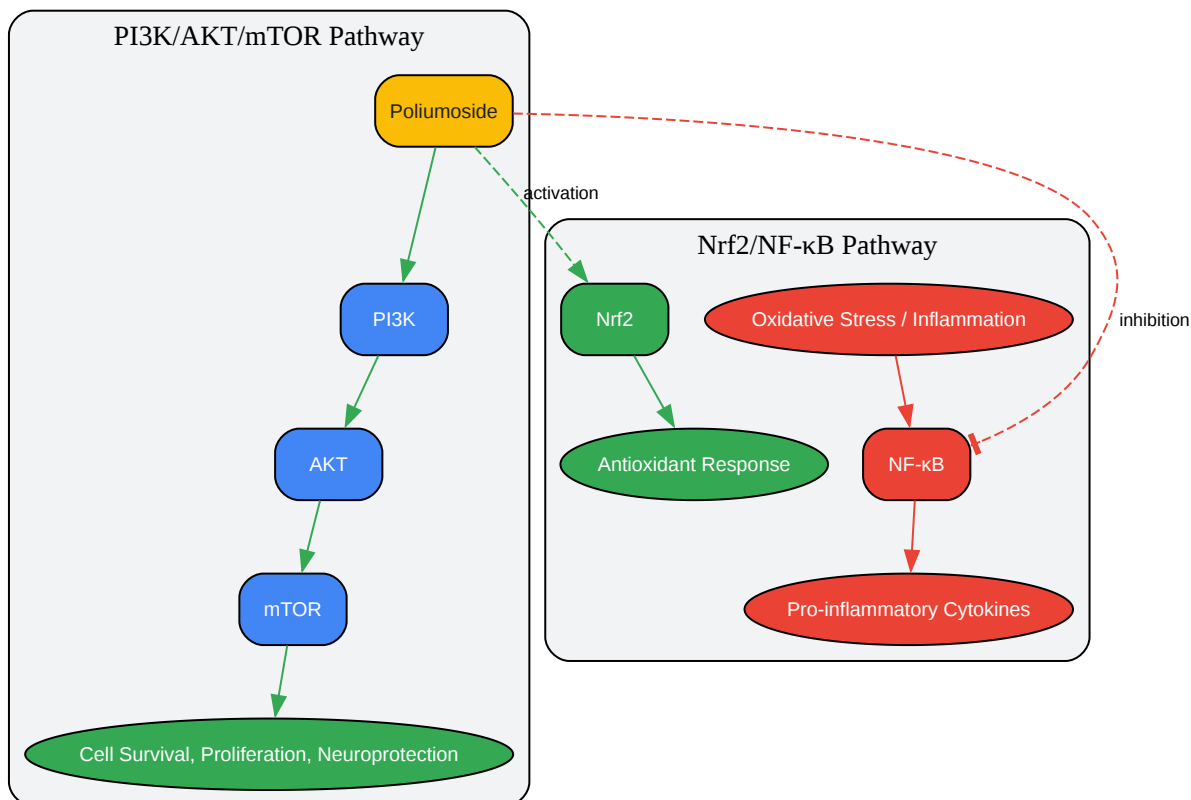 PI3K/AKT/mTOR Pathway
Poliumoside
activation
Nrf2/NF-κB Pathway
PI3K
Nrf2
Oxidative Stress / Inflammation
inhibition
AKT
Antioxidant Response
NF-κB
mTOR
Pro-inflammatory Cytokines
Cell Survival, Proliferation, Neuroprotection